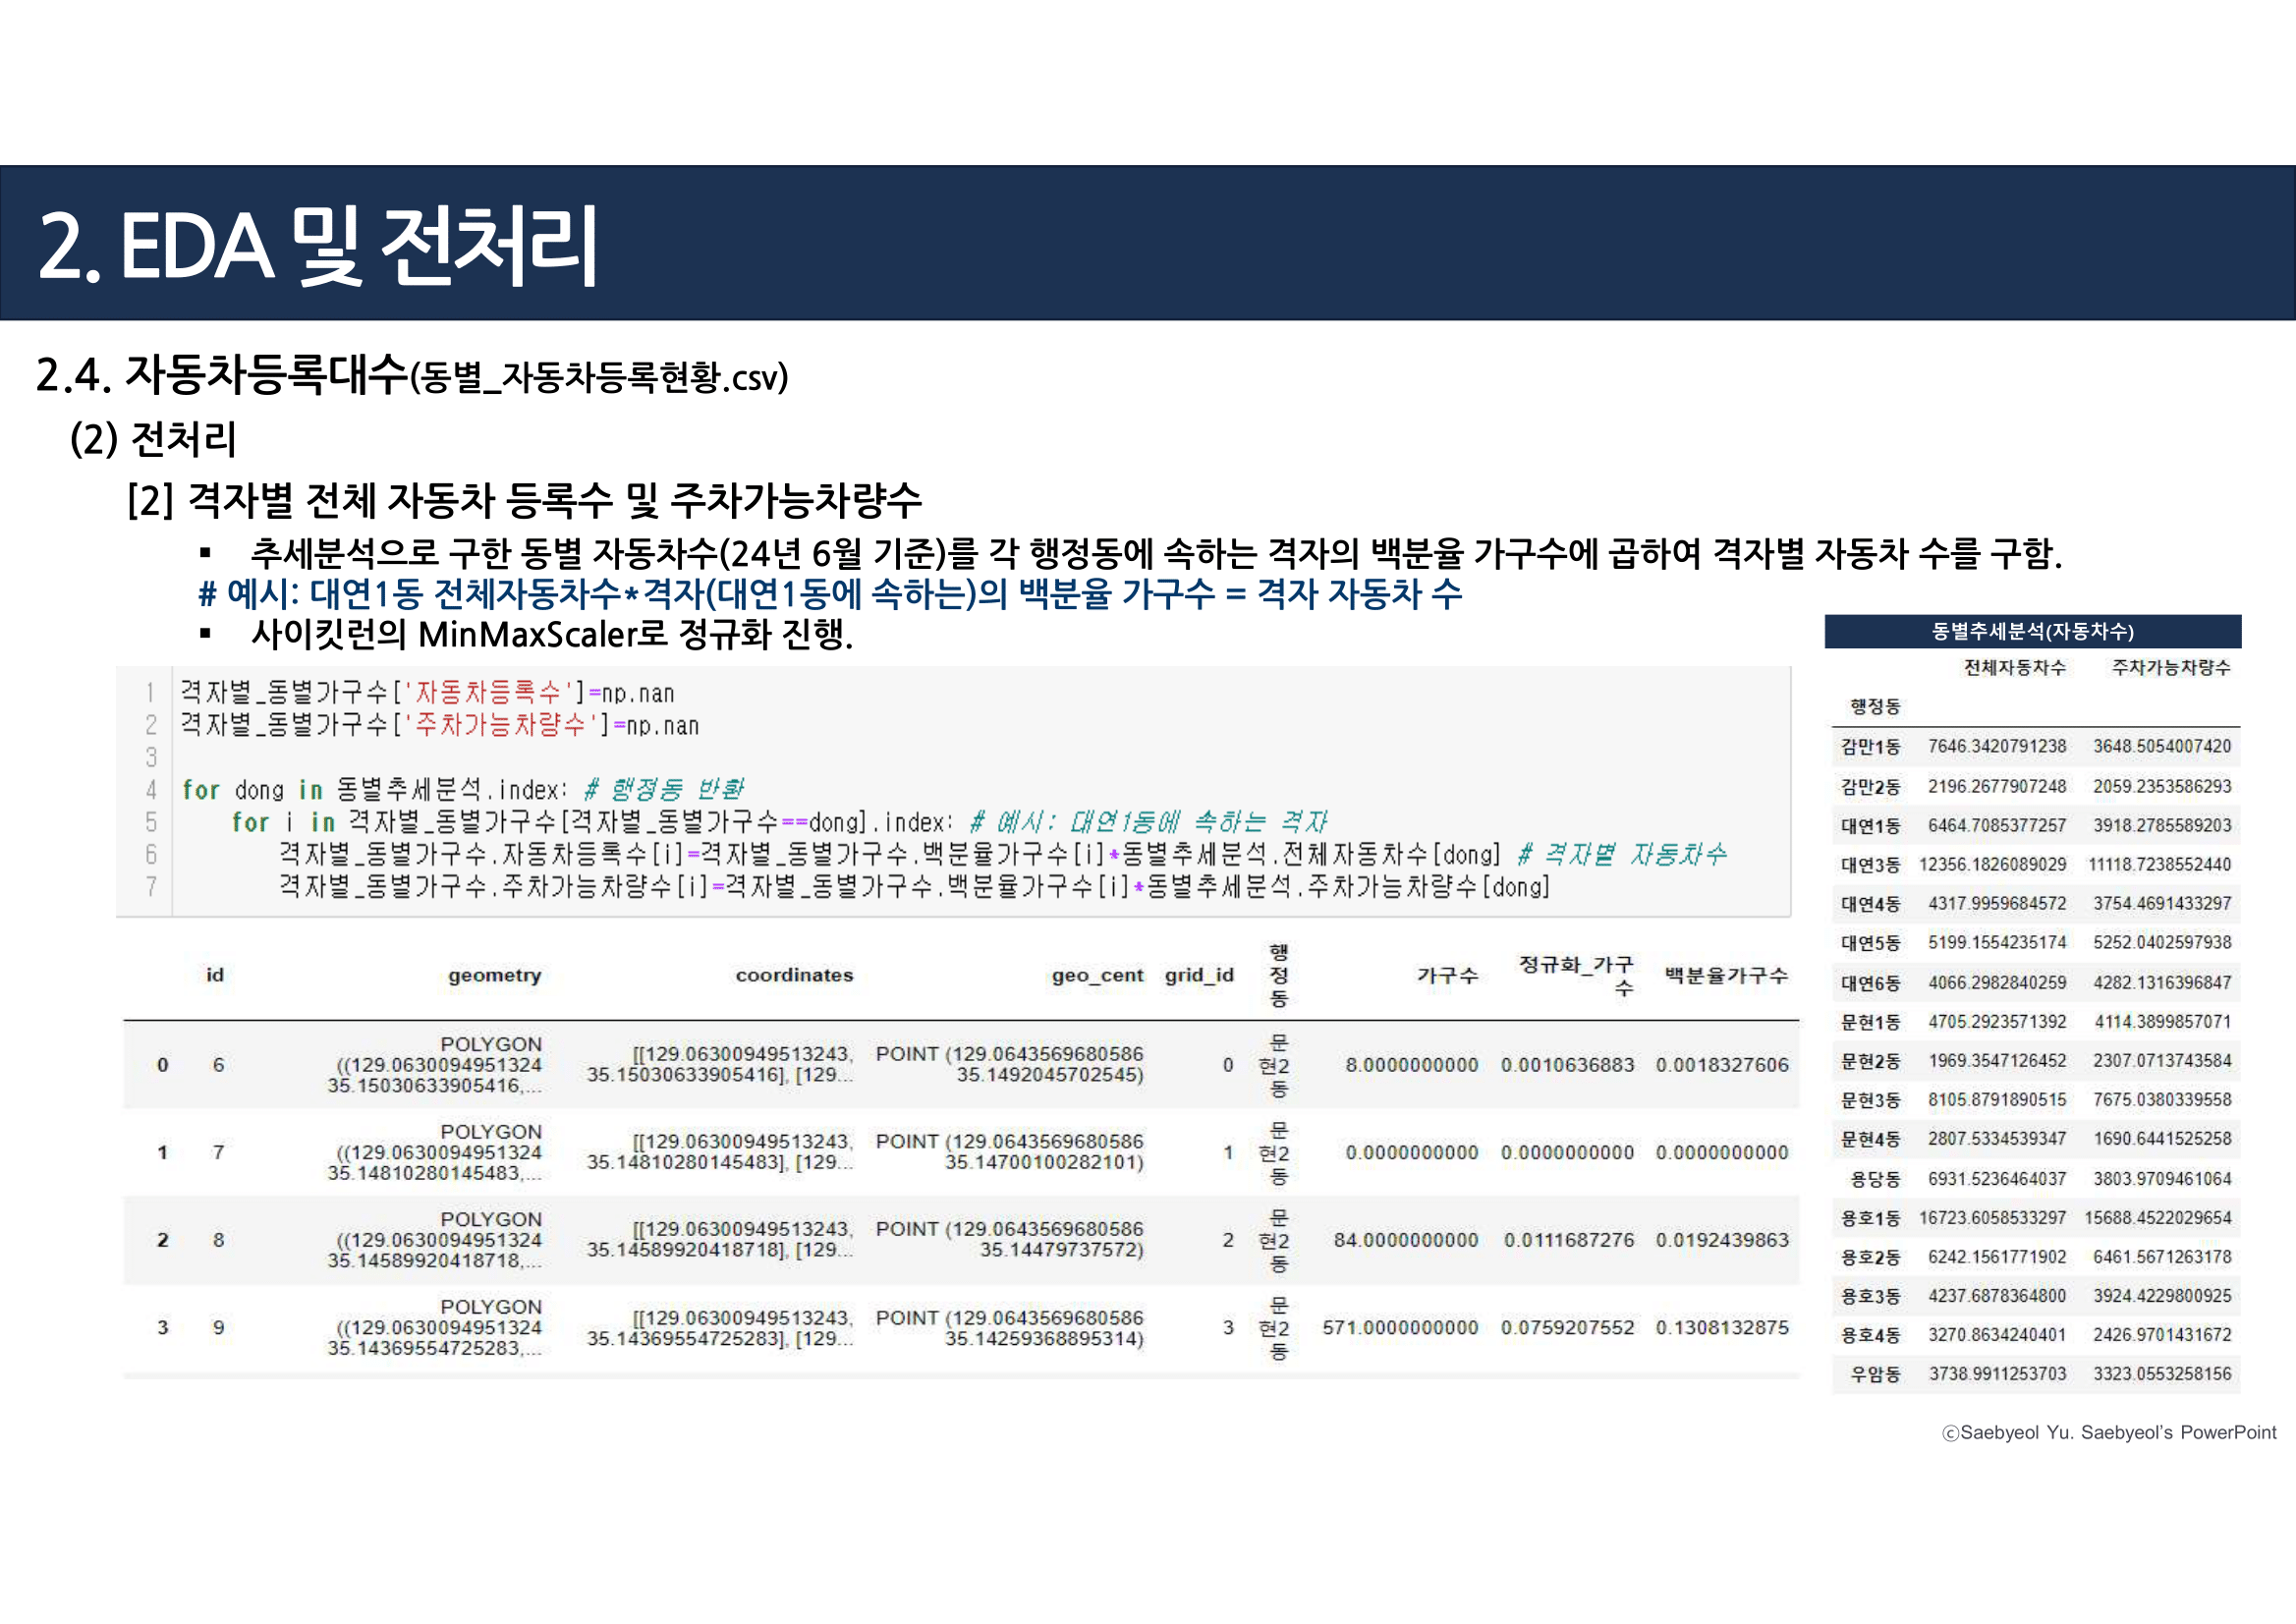 2. EDA 및 전처리
2.4. 자동차등록대수(동별_자동차등록현황.csv)
(2) 전처리
[2] 격자별 전체 자동차 등록수 및 주차가능차량수
▪ 추세분석으로 구한 동별 자동차수(24년 6월 기준)를 각 행정동에 속하는 격자의 백분율 가구수에 곱하여 격자별 자동차 수를 구함.
# 예시: 대연1동 전체자동차수*격자(대연1동에 속하는)의 백분율 가구수 = 격자 자동차 수
▪ 사이킷런의 MinMaxScaler로 정규화 진행.
1 격자별_동별가구수['자동차등록수']=np.nan
2 격자별_동별가구수['주차가능차량수']=np.nan
3
4 for dong in 동별추세분석.index: # 행정동 반환
5 for i in 격자별_동별가구수[격자별_동별가구수==dong].index: # 예시: 대연1동에 속하는 격자
6 격자별_동별가구수.자동차등록수[i]=격자별_동별가구수.백분율가구수[i]*동별추세분석.전체자동차수[dong] # 격자별 자동차수
7 격자별_동별가구수.주차가능차량수[i]=격자별_동별가구수.백분율가구수[i]*동별추세분석.주차가능차량수[dong]
id geometry coordinates geo_cent grid_id 행정동 가구수 정규화_가구수 백분율가구수
0 6 POLYGON ((129.0630094951324 35.15030633905416,... [[129.06300949513243, 35.15030633905416], [129... POINT (129.0643569680586 35.1492045702545) 0 문현2동 8.0000000000 0.0010636883 0.0018327606
1 7 POLYGON ((129.0630094951324 35.14810280145483,... [[129.06300949513243, 35.14810280145483], [129... POINT (129.0643569680586 35.14700100282101) 1 문현2동 0.0000000000 0.0000000000 0.0000000000
2 8 POLYGON ((129.0630094951324 35.14589920418718,... [[129.06300949513243, 35.14589920418718], [129... POINT (129.0643569680586 35.14479737572) 2 문현2동 84.0000000000 0.0111687276 0.0192439863
3 9 POLYGON ((129.0630094951324 35.14369554725283,... [[129.06300949513243, 35.14369554725283], [129... POINT (129.0643569680586 35.14259368895314) 3 문현2동 571.0000000000 0.0759207552 0.1308132875
동별추세분석(자동차수)
전체자동차수 주차가능차량수
행정동
감만1동 7646.3420791238 3648.5054007420
감만2동 2196.2677907248 2059.2353586293
대연1동 6464.7085377257 3918.2785589203
대연3동 12356.1826089029 11118.7238552440
대연4동 4317.9959684572 3754.4691433297
대연5동 5199.1554235174 5252.0402597938
대연6동 4066.2982840259 4282.1316396847
문현1동 4705.2923571392 4114.3899857071
문현2동 1969.3547126452 2307.0713743584
문현3동 8105.8791890515 7675.0380339558
문현4동 2807.5334539347 1690.6441525258
용당동 6931.5236464037 3803.9709461064
용호1동 16723.6058533297 15688.4522029654
용호2동 6242.1561771902 6461.5671263178
용호3동 4237.6878364800 3924.4229800925
용호4동 3270.8634240401 2426.9701431672
우암동 3738.9911253703 3323.0553258156
ⓒSaebyeol Yu. Saebyeol's PowerPoint